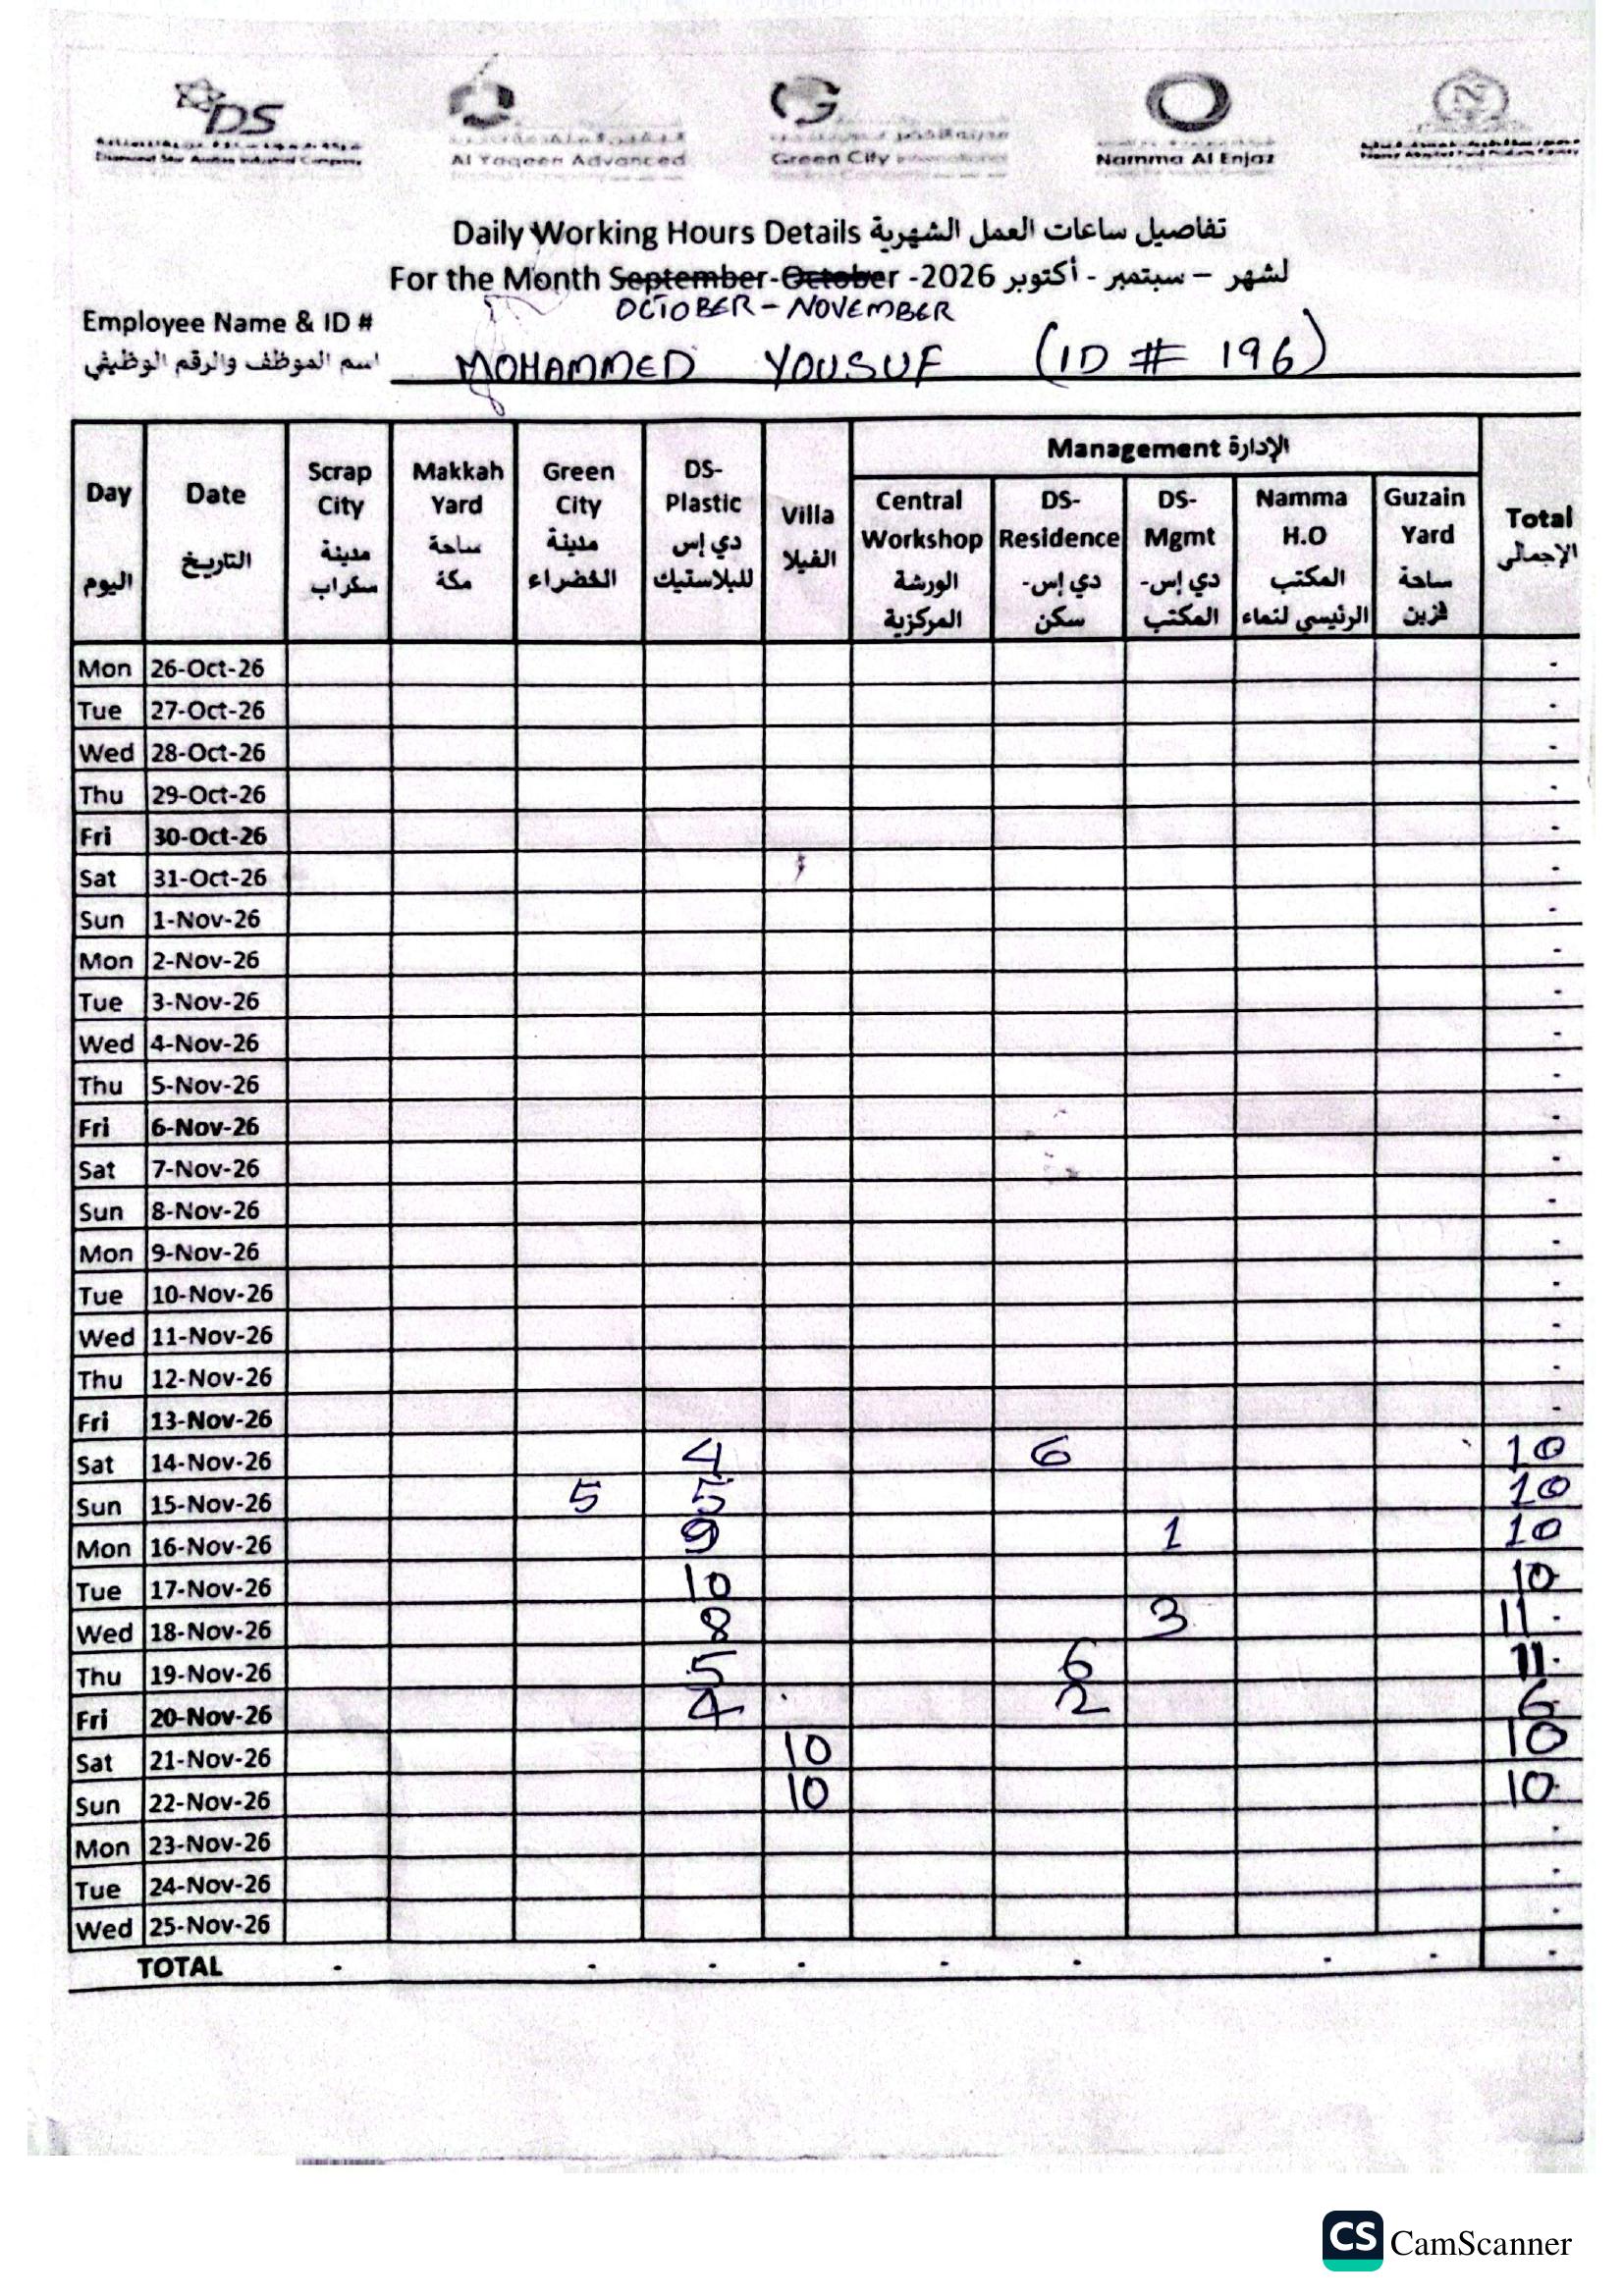 DS
Al Yaqeen Advanced
Green City
Namma Al Enjaz
Daily Working Hours Details تفاصيل ساعات العمل الشهرية
For the Month September-October -2026 لشهر – سبتمبر - أكتوبر
OCTOBER - NOVEMBER
Employee Name & ID #
اسم الموظف والرقم الوظيفي MOHAMMED YOUSUF (ID # 196)
Day اليوم
Date التاريخ
Scrap City مدينة سكراب
Makkah Yard ساحة مكة
Green City مدينة الخضراء
DS-Plastic دي إس للبلاستيك
Villa الفيلا
Management الإدارة
Central Workshop الورشة المركزية
DS-Residence دي إس- سكن
DS-Mgmt دي إس- المكتب
Namma H.O المكتب الرئيسي لنماء
Guzain Yard ساحة قزين
Total الإجمالي
Mon 26-Oct-26 -
Tue 27-Oct-26 -
Wed 28-Oct-26 -
Thu 29-Oct-26 -
Fri 30-Oct-26 -
Sat 31-Oct-26 -
Sun 1-Nov-26 -
Mon 2-Nov-26 -
Tue 3-Nov-26 -
Wed 4-Nov-26 -
Thu 5-Nov-26 -
Fri 6-Nov-26 -
Sat 7-Nov-26 -
Sun 8-Nov-26 -
Mon 9-Nov-26 -
Tue 10-Nov-26 -
Wed 11-Nov-26 -
Thu 12-Nov-26 -
Fri 13-Nov-26 -
Sat 14-Nov-26 4 6 10
Sun 15-Nov-26 5 5 10
Mon 16-Nov-26 9 1 10
Tue 17-Nov-26 10 10
Wed 18-Nov-26 8 3 11
Thu 19-Nov-26 5 6 11
Fri 20-Nov-26 4 2 6
Sat 21-Nov-26 10 10
Sun 22-Nov-26 10 10
Mon 23-Nov-26 -
Tue 24-Nov-26 -
Wed 25-Nov-26 -
TOTAL - - - - - - - - -
CS CamScanner